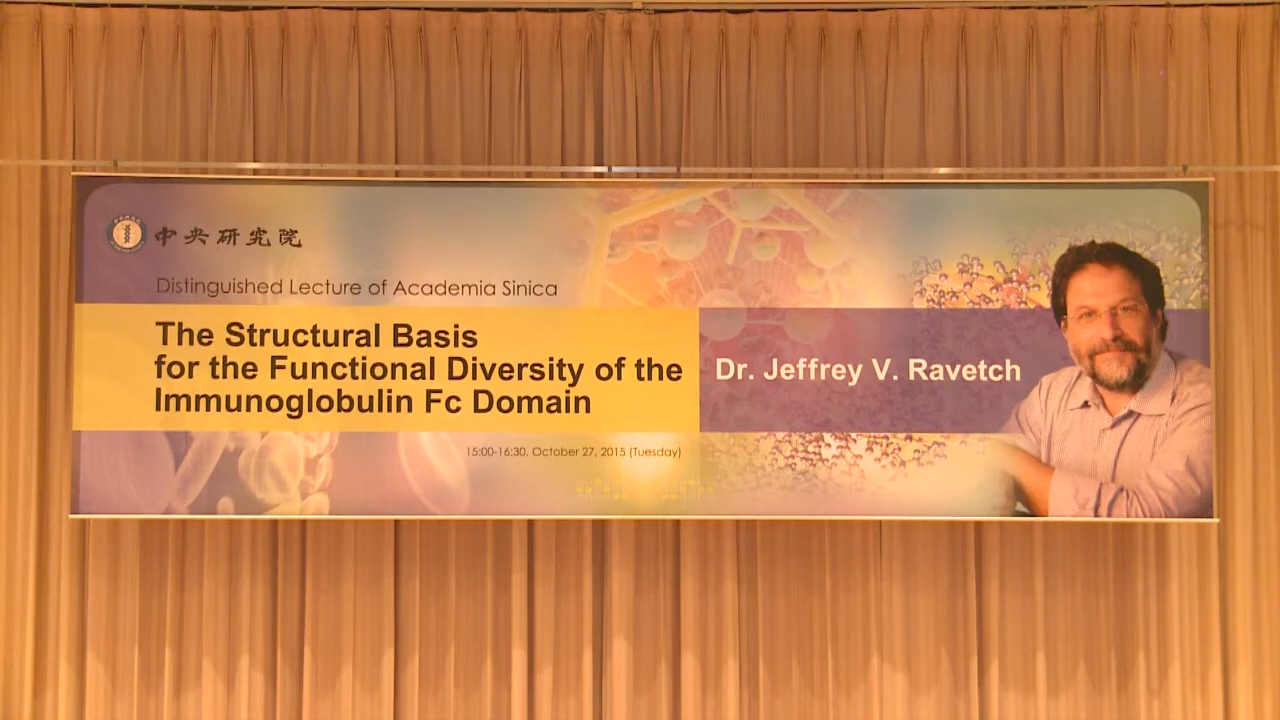 中央研究院
Distinguished Lecture of Academia Sinica
The Structural Basis
for the Functional Diversity of the
Immunoglobulin Fc Domain
Dr. Jeffrey V. Ravetch
15:00-16:30, October 27, 2015 (Tuesday)